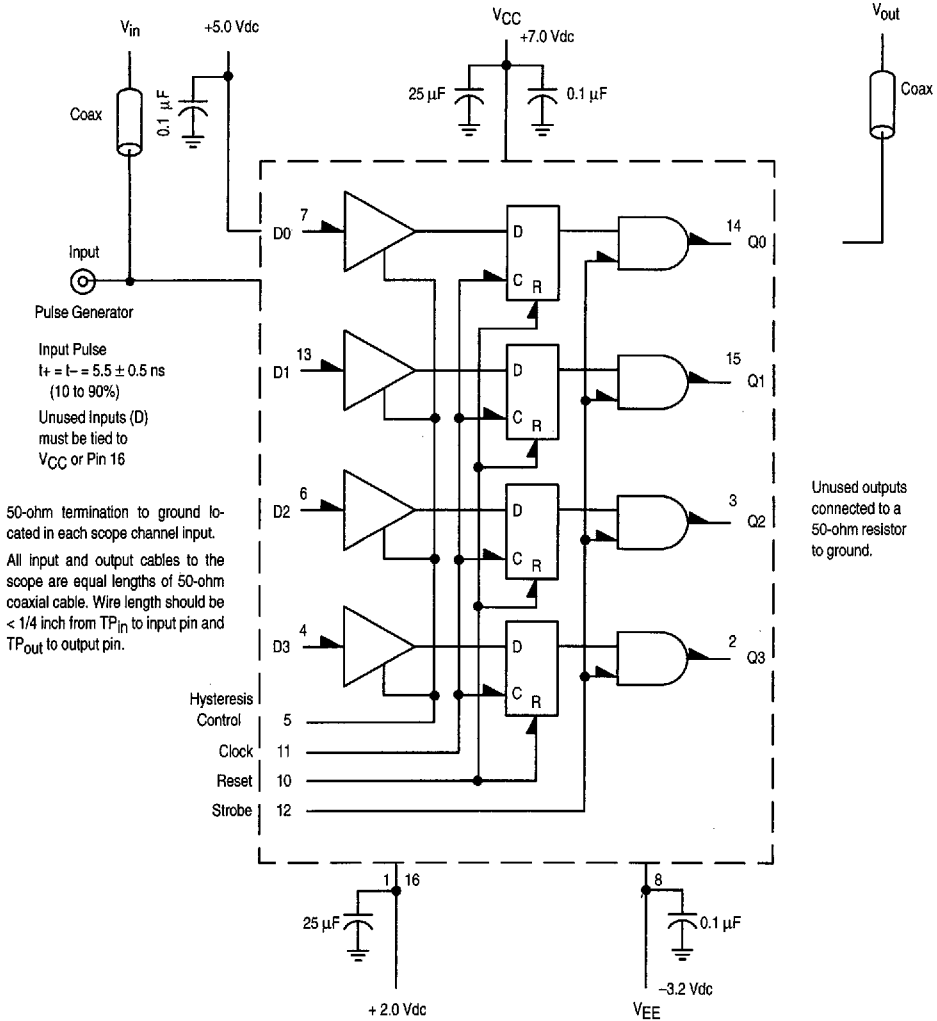 Vin
+5.0 Vdc
VCC
+7.0 Vdc
Vout
Coax
0.1 µF
25 µF
0.1 µF
Coax
D0
7
D
C
R
14
Q0
Input
Pulse Generator
Input Pulse
t+ = t– = 5.5 ± 0.5 ns
(10 to 90%)
Unused Inputs (D)
must be tied to
VCC or Pin 16
D1
13
D
C
R
15
Q1
50-ohm termination to ground lo-
cated in each scope channel input.
All input and output cables to the
scope are equal lengths of 50-ohm
coaxial cable. Wire length should be
< 1/4 inch from TPin to input pin and
TPout to output pin.
D2
6
D
C
R
3
Q2
Unused outputs
connected to a
50-ohm resistor
to ground.
D3
4
D
C
R
2
Q3
Hysteresis
Control 5
Clock 11
Reset 10
Strobe 12
1 16
8
25 µF
0.1 µF
+ 2.0 Vdc
–3.2 Vdc
VEE